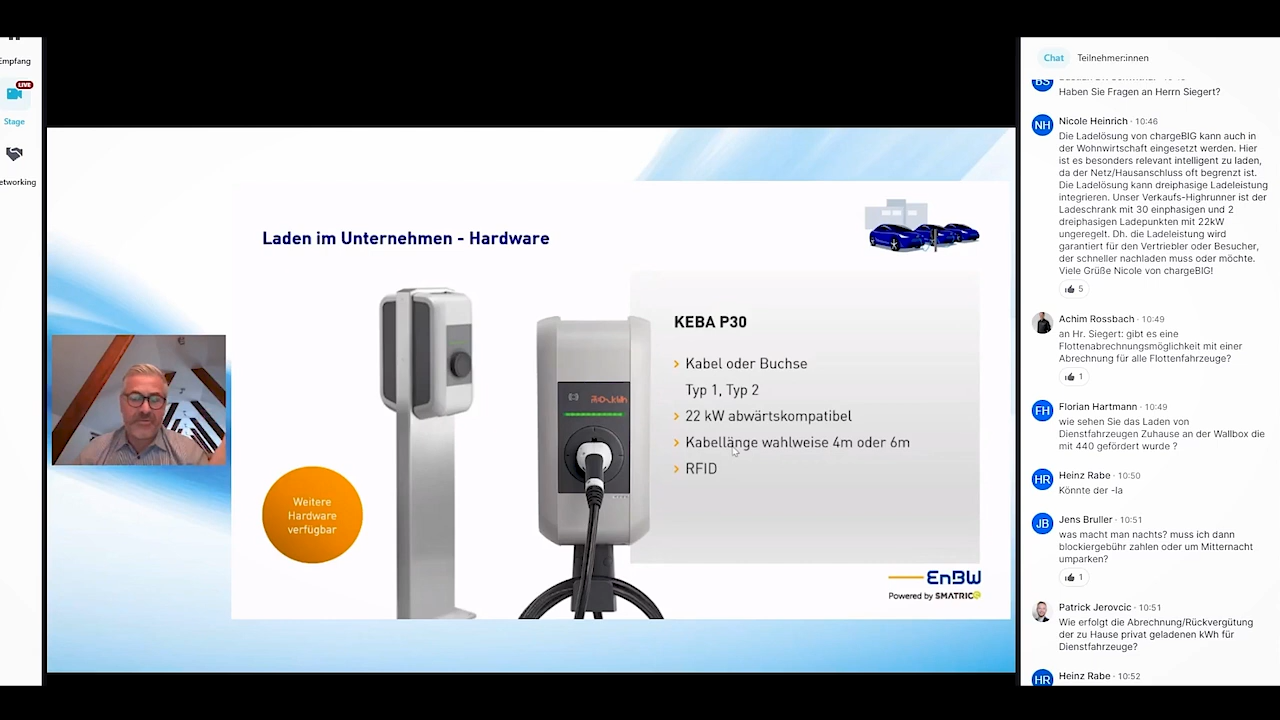 Empfang
LIVE
Stage
etworking
Laden im Unternehmen - Hardware
Weitere
Hardware
verfügbar
KEBA P30
› Kabel oder Buchse
Typ 1, Typ 2
› 22 kW abwärtskompatibel
› Kabellänge wahlweise 4m oder 6m
› RFID
EnBW
Powered by SMATRICS
Chat Teilnehmer:innen
BS
Haben Sie Fragen an Herrn Siegert?
NH Nicole Heinrich · 10:46
Die Ladelösung von chargeBIG kann auch in
der Wohnwirtschaft eingesetzt werden. Hier
ist es besonders relevant intelligent zu laden,
da der Netz/Hausanschluss oft begrenzt ist.
Die Ladelösung kann dreiphasige Ladeleistung
integrieren. Unser Verkaufs-Highrunner ist der
Ladeschrank mit 30 einphasigen und 2
dreiphasigen Ladepunkten mit 22kW
ungeregelt. Dh. die Ladeleistung wird
garantiert für den Vertriebler oder Besucher,
der schneller nachladen muss oder möchte.
Viele Grüße Nicole von chargeBIG!
5
Achim Rossbach · 10:49
an Hr. Siegert: gibt es eine
Flottenabrechnungsmöglichkeit mit einer
Abrechnung für alle Flottenfahrzeuge?
1
FH Florian Hartmann · 10:49
wie sehen Sie das Laden von
Dienstfahrzeugen Zuhause an der Wallbox die
mit 440 gefördert wurde ?
HR Heinz Rabe · 10:50
Könnte der -la
JB Jens Bruller · 10:51
was macht man nachts? muss ich dann
blockiergebühr zahlen oder um Mitternacht
umparken?
1
Patrick Jerovcic · 10:51
Wie erfolgt die Abrechnung/Rückvergütung
der zu Hause privat geladenen kWh für
Dienstfahrzeuge?
HR Heinz Rabe · 10:52